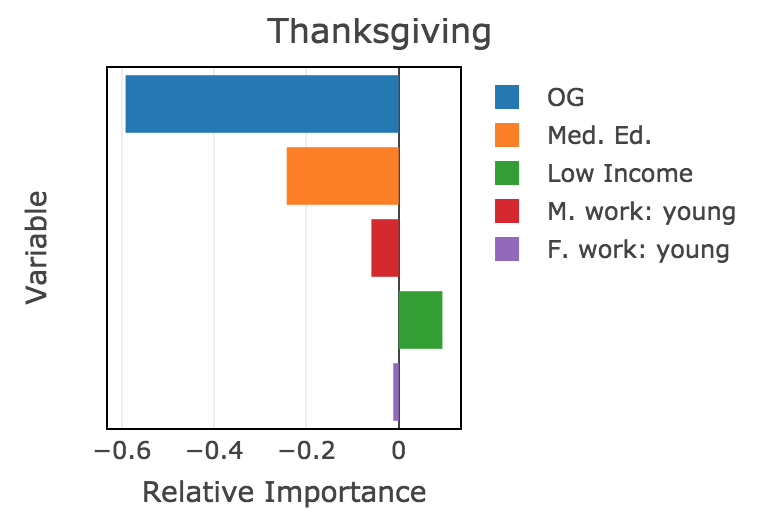 Thanksgiving
OG
Med. Ed.
Low Income
M. work: young
F. work: young
Variable
−0.6 −0.4 −0.2 0
Relative Importance